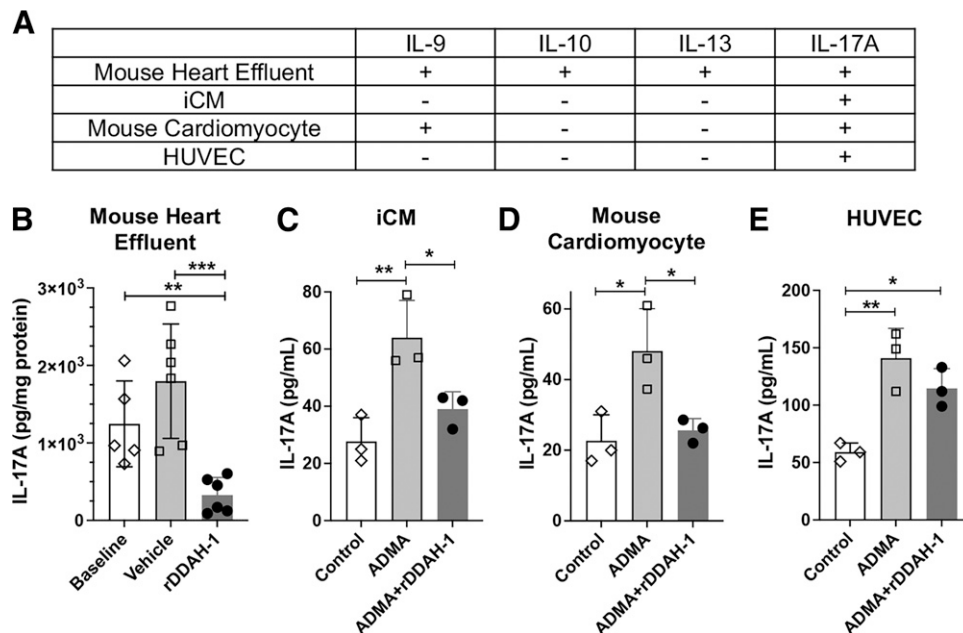 A
IL-9 IL-10 IL-13 IL-17A
Mouse Heart Effluent + + + +
iCM - - - +
Mouse Cardiomyocyte + - - +
HUVEC - - - +
B Mouse Heart Effluent
***
**
IL-17A (pg/mg protein)
3×10³
2×10³
1×10³
0
Baseline
Vehicle
rDDAH-1
C iCM
**
*
IL-17A (pg/mL)
80
60
40
20
0
Control
ADMA
ADMA+rDDAH-1
D Mouse Cardiomyocyte
*
*
IL-17A (pg/mL)
60
40
20
0
Control
ADMA
ADMA+rDDAH-1
E HUVEC
*
**
IL-17A (pg/mL)
200
150
100
50
0
Control
ADMA
ADMA+rDDAH-1